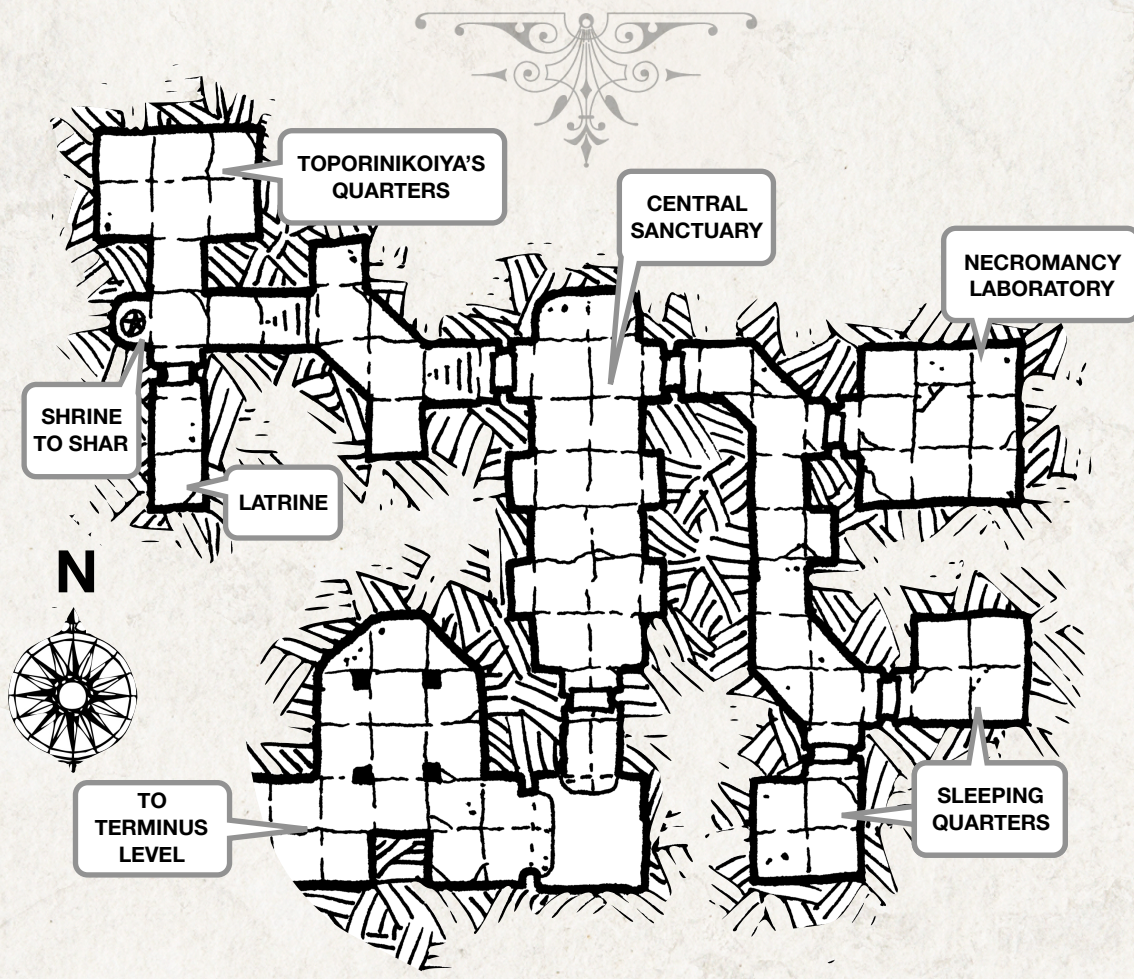 TOPORINIKOIYA'S
QUARTERS
CENTRAL
SANCTUARY
NECROMANCY
LABORATORY
SHRINE
TO SHAR
LATRINE
N
TO
TERMINUS
LEVEL
SLEEPING
QUARTERS